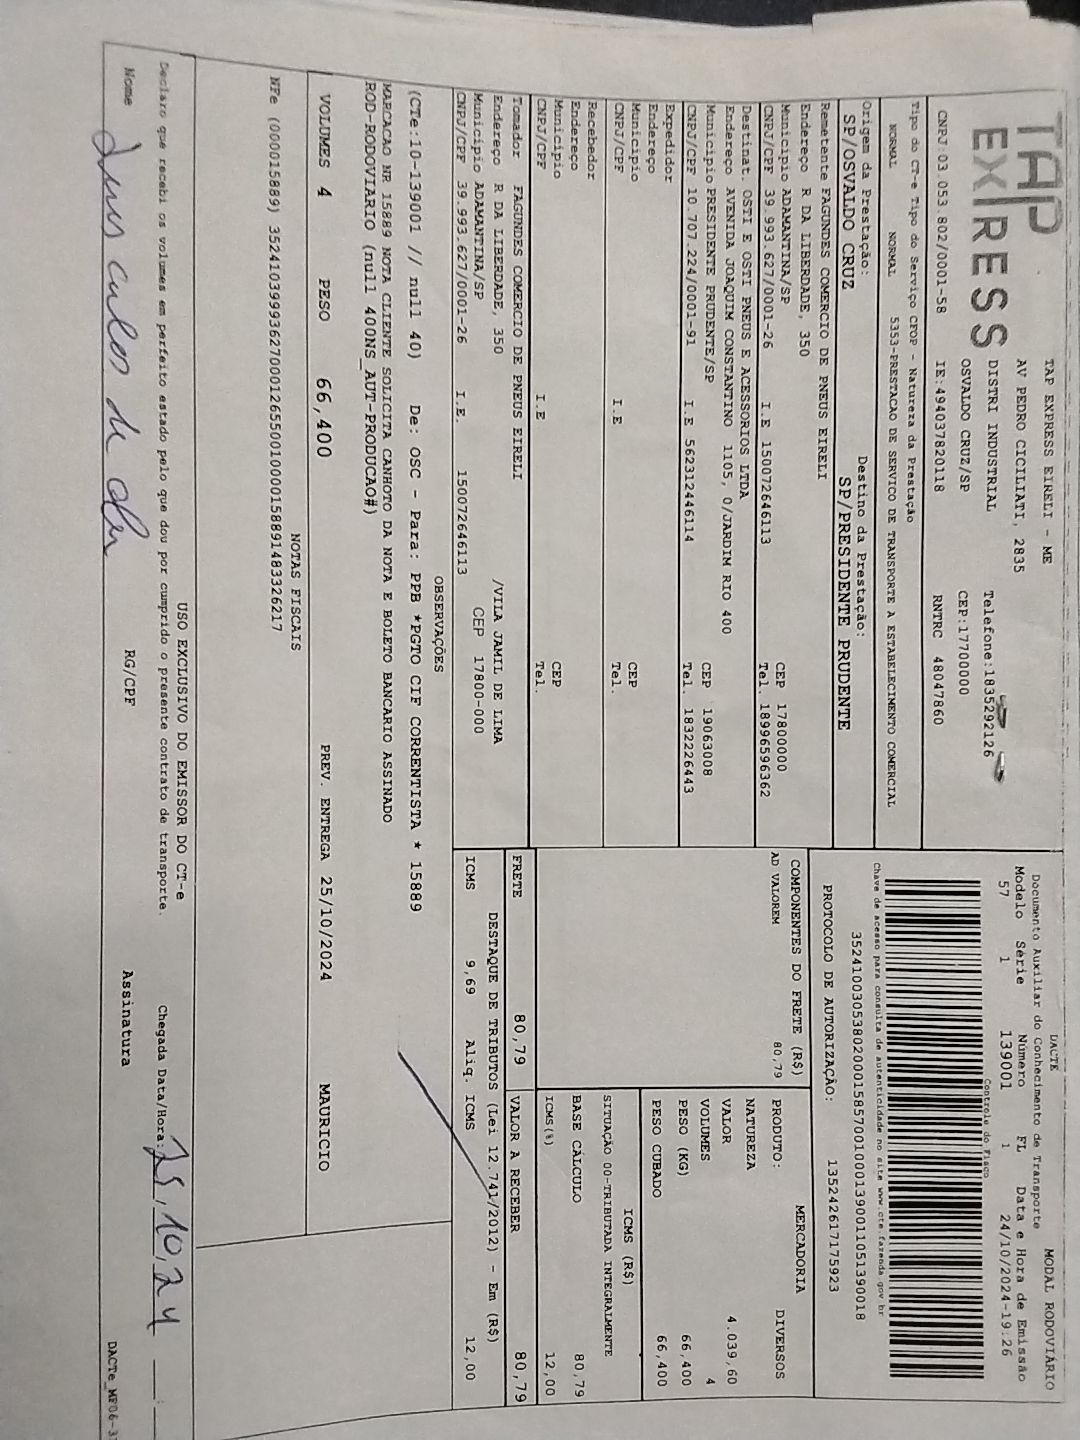 TAP
EXPRESS
TAP EXPRESS EIRELI - ME
AV PEDRO CICILIATI, 2835
DISTRI INDUSTRIAL Telefone:1835292126
OSVALDO CRUZ/SP CEP:17700000
CNPJ:03.053.802/0001-58 IE:494037820118 RNTRC 48047860
DACTE MODAL RODOVIÁRIO
Documento Auxiliar do Conhecimento de Transporte
Modelo Série Número FL Data e Hora de Emissão
57 1 139001 1 24/10/2024-19:26
Controle do Fisco
Chave de acesso para consulta de autenticidade no site www.cte.fazenda.gov.br
35241003053802000158570010001390011051390018
PROTOCOLO DE AUTORIZAÇÃO: 135242617175923
Tipo do CT-e Tipo do Serviço CFOP - Natureza da Prestação
NORMAL NORMAL 5353-PRESTACAO DE SERVICO DE TRANSPORTE A ESTABELECIMENTO COMERCIAL
Origem da Prestação: Destino da Prestação:
SP/OSVALDO CRUZ SP/PRESIDENTE PRUDENTE
Remetente FAGUNDES COMERCIO DE PNEUS EIRELI
Endereço R DA LIBERDADE, 350
Município ADAMANTINA/SP CEP 17800000
CNPJ/CPF 39.993.627/0001-26 I.E 150072646113 Tel. 18996596362
Destinat. OSTI E OSTI PNEUS E ACESSORIOS LTDA
Endereço AVENIDA JOAQUIM CONSTANTINO 1105, 0/JARDIM RIO 400
Município PRESIDENTE PRUDENTE/SP CEP 19063008
CNPJ/CPF 10.707.224/0001-91 I.E 562312446114 Tel. 1832226443
Expedidor
Endereço
Município CEP
CNPJ/CPF I.E Tel.
Recebedor
Endereço
Município CEP
CNPJ/CPF I.E Tel.
Tomador FAGUNDES COMERCIO DE PNEUS EIRELI
Endereço R DA LIBERDADE, 350 /VILA JAMIL DE LIMA
Município ADAMANTINA/SP CEP 17800-000
CNPJ/CPF 39.993.627/0001-26 I.E. 150072646113
COMPONENTES DO FRETE (R$)
AD VALOREM 80,79
MERCADORIA
PRODUTO: DIVERSOS
NATUREZA
VALOR 4.039,60
VOLUMES 4
PESO (KG) 66,400
PESO CUBADO 66,400
ICMS (R$)
SITUAÇÃO 00-TRIBUTADA INTEGRALMENTE
BASE CÁLCULO 80,79
ICMS(%) 12,00
FRETE 80,79 VALOR A RECEBER 80,79
DESTAQUE DE TRIBUTOS (Lei 12.741/2012) - Em (R$)
ICMS 9,69 Aliq. ICMS 12,00
OBSERVAÇÕES
(CTe:10-139001 // null 40) De: OSC - Para: PPB *PGTO CIF CORRENTISTA * 15889
MARCACAO NR 15889 NOTA CLIENTE SOLICITA CANHOTO DA NOTA E BOLETO BANCARIO ASSINADO
ROD-RODOVIÁRIO (null 400NS_AUT-PRODUCAO#)
VOLUMES 4 PESO 66,400 PREV. ENTREGA 25/10/2024 MAURICIO
NOTAS FISCAIS
NFe (000015889) 35241039993627000126550010000158891483326217
USO EXCLUSIVO DO EMISSOR DO CT-e
Declaro que recebi os volumes em perfeito estado pelo que dou por cumprido o presente contrato de transporte. Chegada Data/Hora: 25,10,24
Nome RG/CPF Assinatura